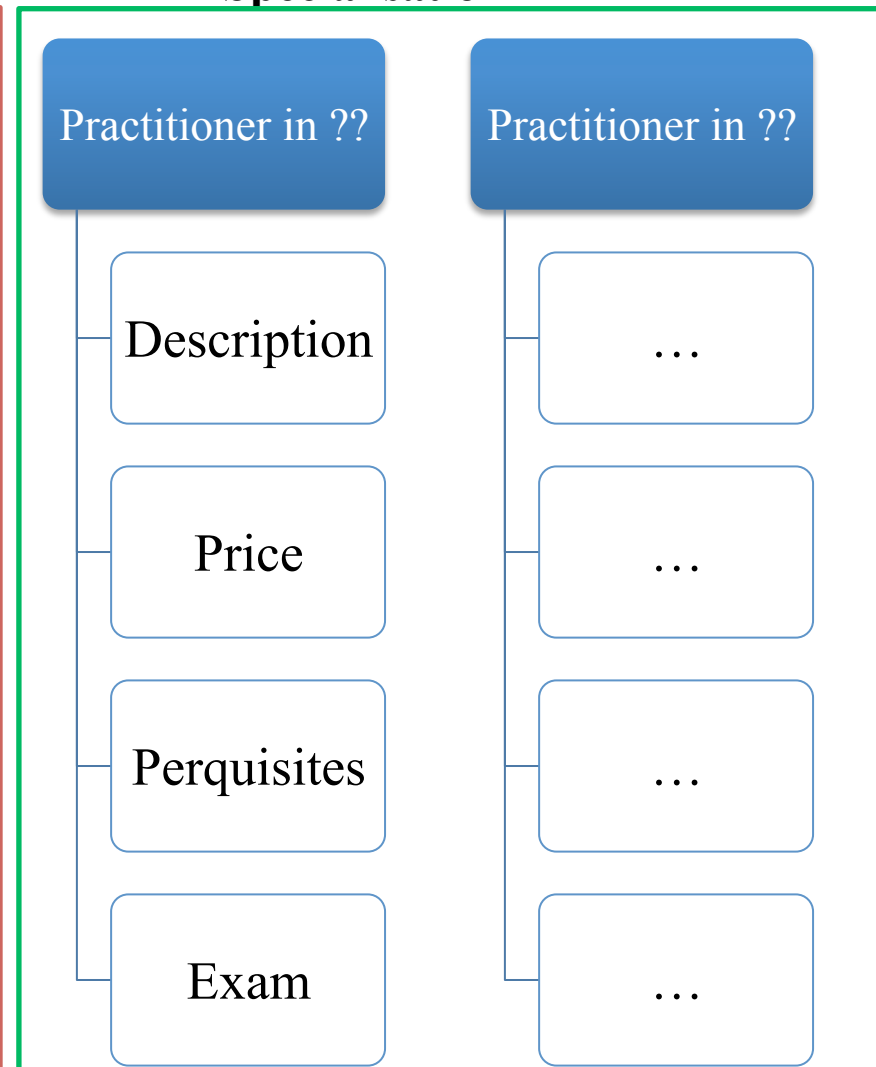 Practitioner in ??
Description
Price
Perquisites
Exam
Practitioner in ??
…
…
…
…